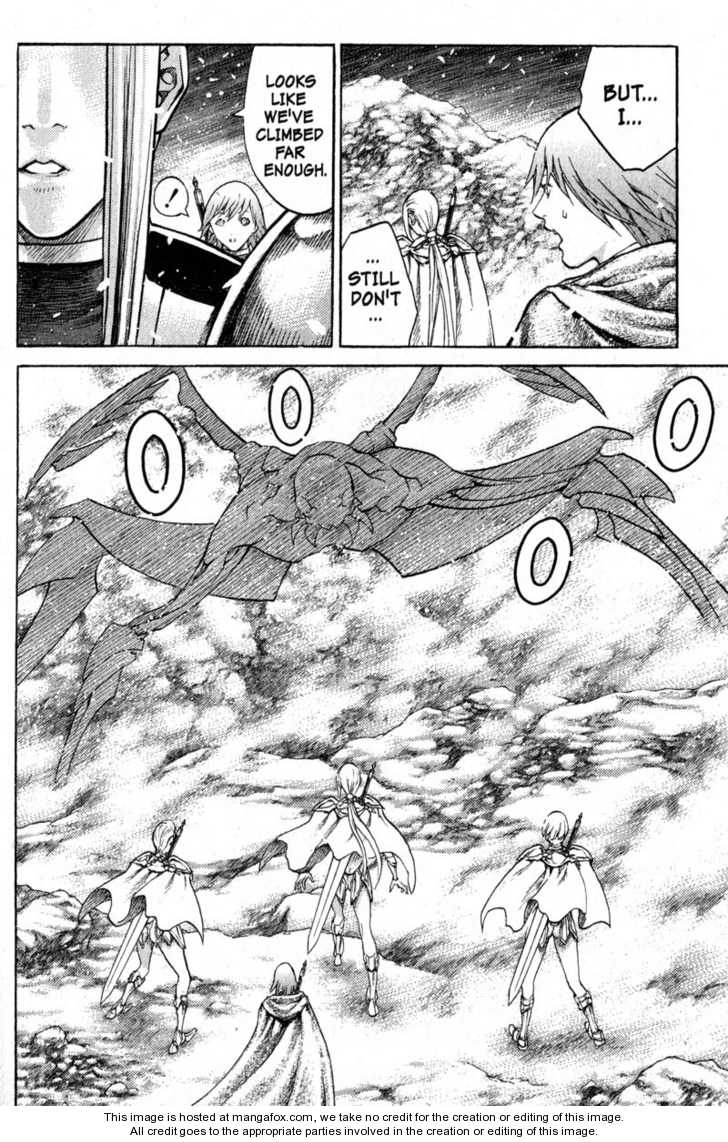 BUT...
I...
...
STILL
DON'T
...
LOOKS
LIKE
WE'VE
CLIMBED
FAR
ENOUGH.
!
This image is hosted at mangafox.com, we take no credit for the creation or editing of this image.
All credit goes to the appropriate parties involved in the creation or editing of this image.